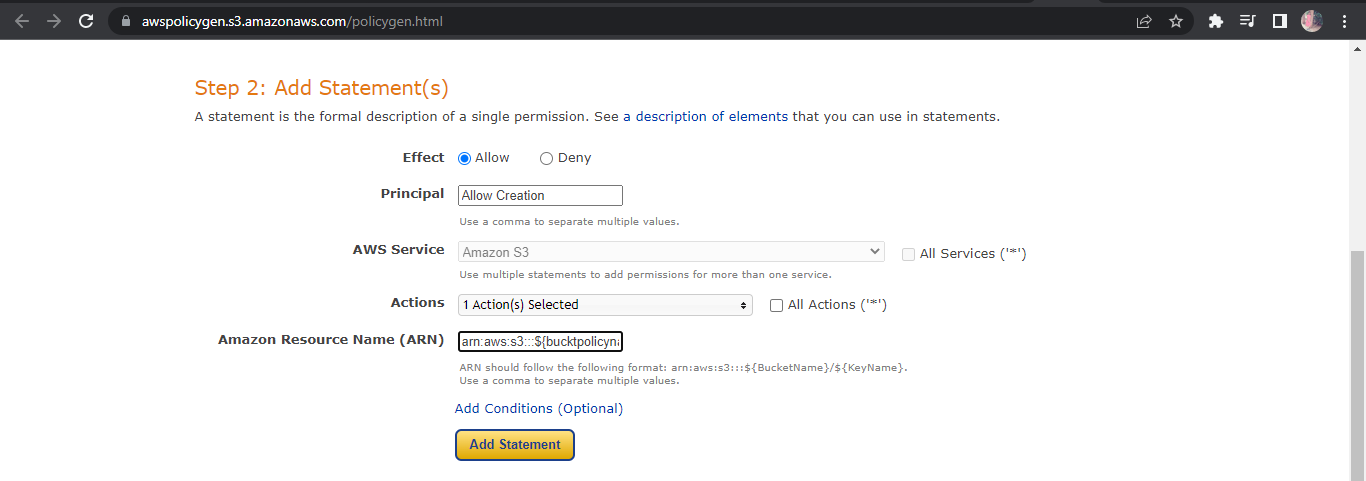 awspolicygen.s3.amazonaws.com/policygen.html
Step 2: Add Statement(s)
A statement is the formal description of a single permission. See a description of elements that you can use in statements.
Effect Allow Deny
Principal Allow Creation
Use a comma to separate multiple values.
AWS Service Amazon S3 All Services ('*')
Use multiple statements to add permissions for more than one service.
Actions 1 Action(s) Selected All Actions ('*')
Amazon Resource Name (ARN) arn:aws:s3:::${bucktpolicyna
ARN should follow the following format: arn:aws:s3:::${BucketName}/${KeyName}.
Use a comma to separate multiple values.
Add Conditions (Optional)
Add Statement